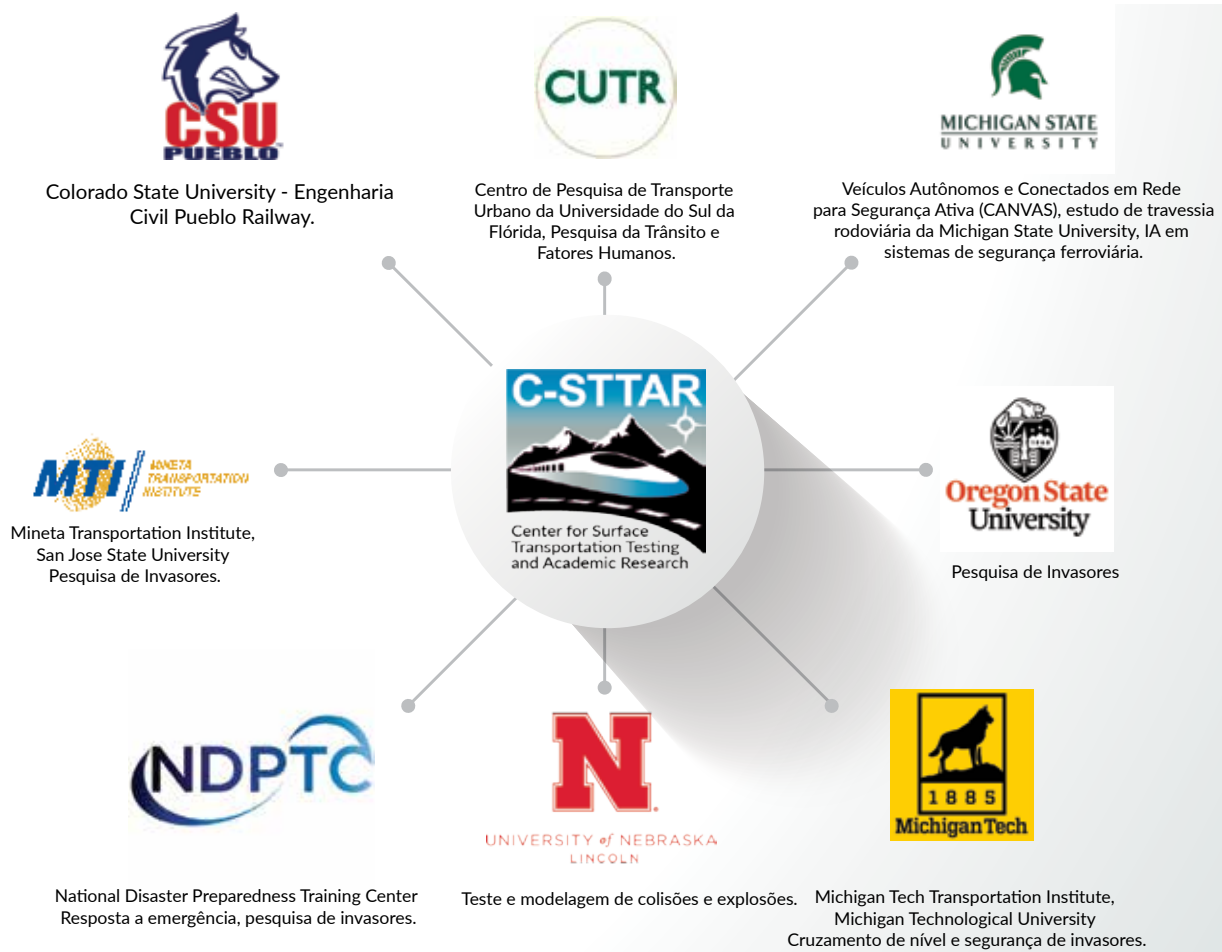 CSU
PUEBLO
TM
Colorado State University - Engenharia
Civil Pueblo Railway.
CUTR
Centro de Pesquisa de Transporte
Urbano da Universidade do Sul da
Flórida, Pesquisa da Trânsito e
Fatores Humanos.
MICHIGAN STATE
UNIVERSITY
Veículos Autônomos e Conectados em Rede
para Segurança Ativa (CANVAS), estudo de travessia
rodoviária da Michigan State University, IA em
sistemas de segurança ferroviária.
MTI
MINETA
TRANSPORTATION
INSTITUTE
Mineta Transportation Institute,
San Jose State University
Pesquisa de Invasores.
C-STTAR
Center for Surface
Transportation Testing
and Academic Research
Oregon State
University
Pesquisa de Invasores
NDPTC
National Disaster Preparedness Training Center
Resposta a emergência, pesquisa de invasores.
N
UNIVERSITY of NEBRASKA
LINCOLN
Teste e modelagem de colisões e explosões.
1885
MichiganTech
Michigan Tech Transportation Institute,
Michigan Technological University
Cruzamento de nível e segurança de invasores.